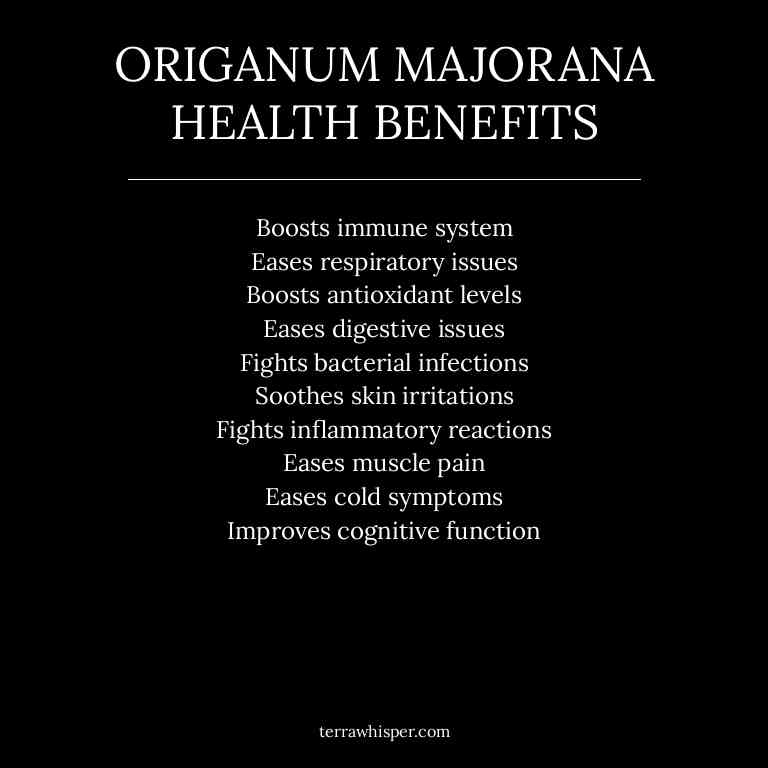 ORIGANUM MAJORANA
HEALTH BENEFITS
Boosts immune system
Eases respiratory issues
Boosts antioxidant levels
Eases digestive issues
Fights bacterial infections
Soothes skin irritations
Fights inflammatory reactions
Eases muscle pain
Eases cold symptoms
Improves cognitive function
terrawhisper.com